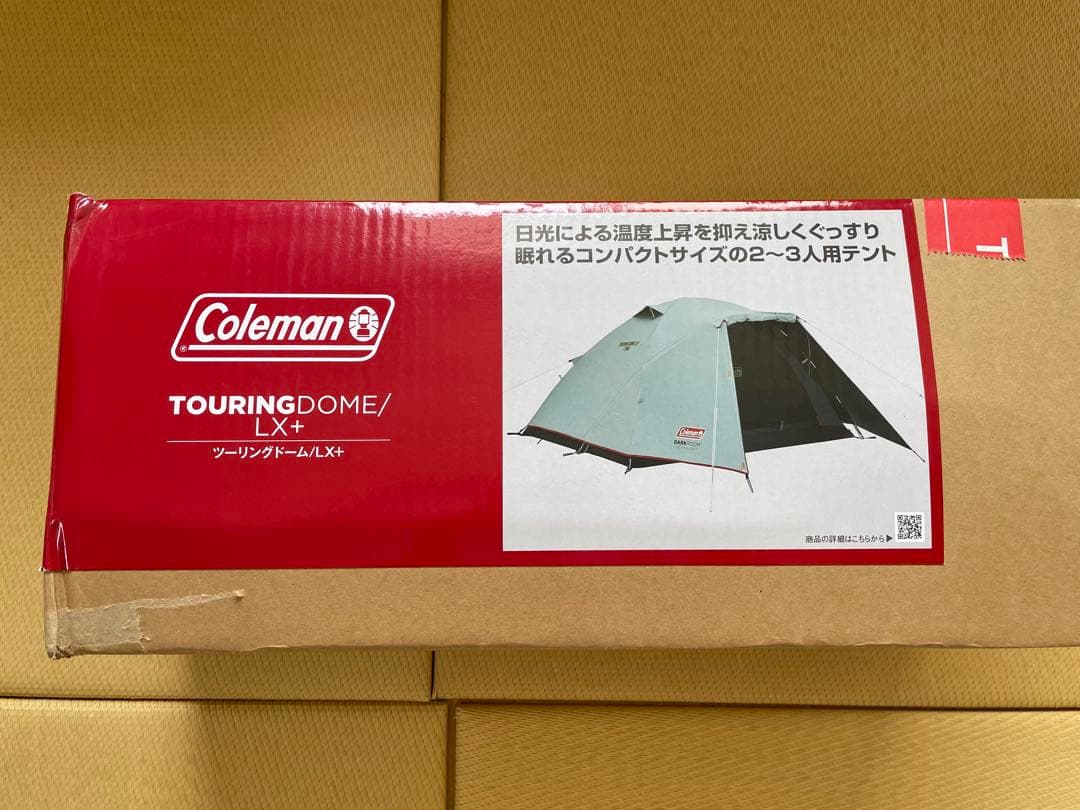 Coleman
®
TOURINGDOME/
LX+
ツーリングドーム/LX+
日光による温度上昇を抑え涼しくぐっすり
眠れるコンパクトサイズの2～3人用テント
Coleman
DARKROOM
商品の詳細はこちらから▶
T